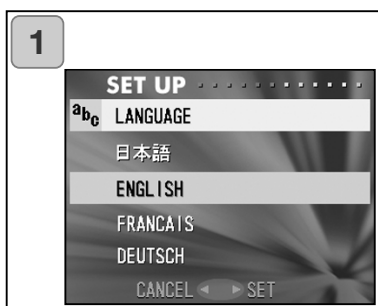 1
SET UP
abc LANGUAGE
日本語
ENGLISH
FRANCAIS
DEUTSCH
CANCEL ◀ ▶ SET